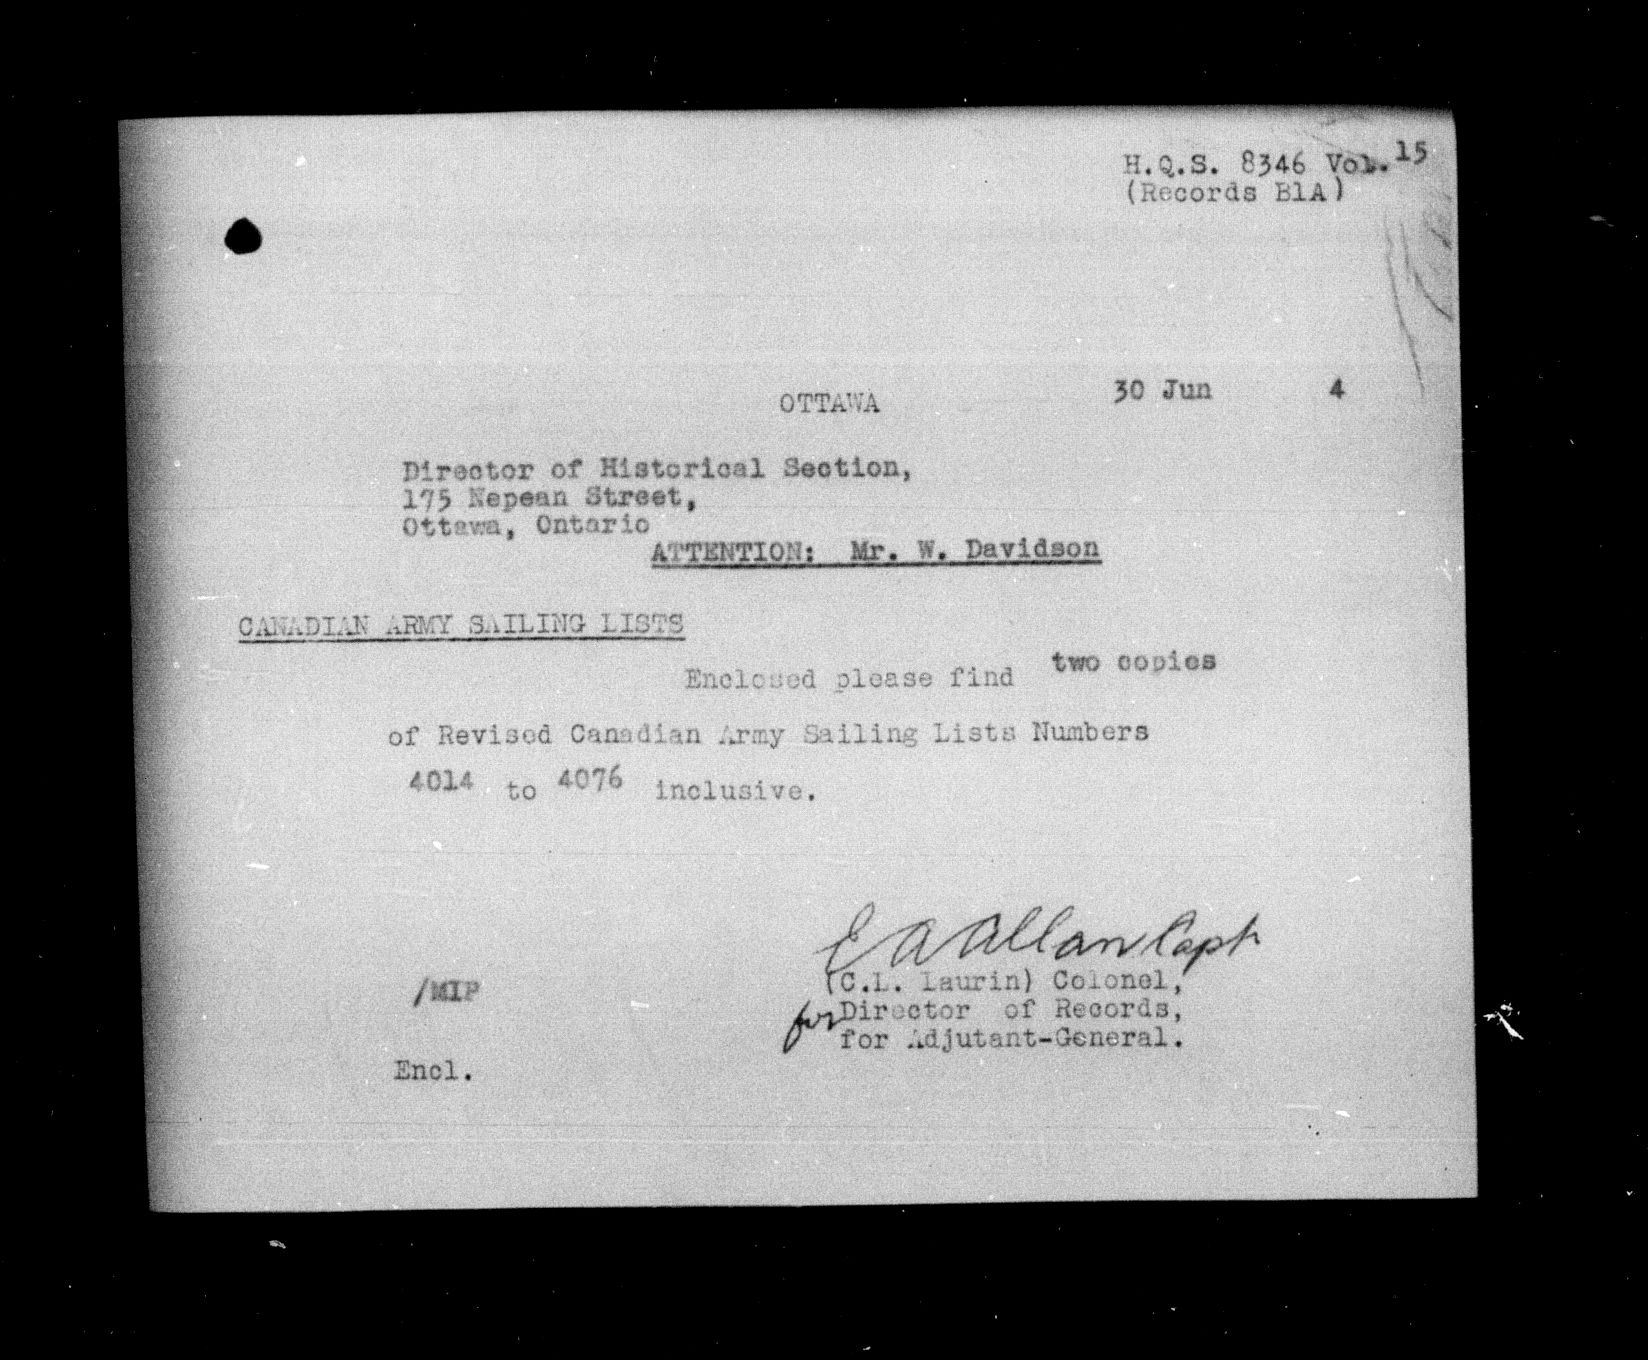 H.Q.S. 8346 Vol. 15
(Records B1A)
OTTAWA 30 Jun 4
Director of Historical Section,
175 Nepean Street,
Ottawa, Ontario
ATTENTION: Mr. W. Davidson
CANADIAN ARMY SAILING LISTS
Enclosed please find two copies
of Revised Canadian Army Sailing Lists Numbers
4014 to 4076 inclusive.
E A Allan Capt
(C.L. Laurin) Colonel,
for Director of Records,
for Adjutant-General.
/MIP
Encl.